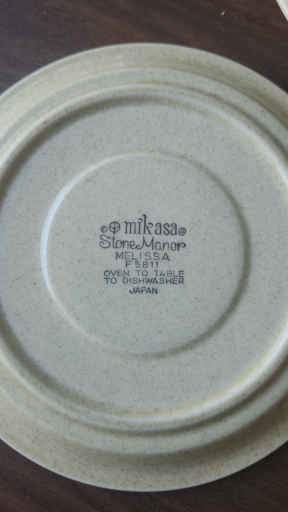 mikasa
Stone Manor
MELISSA
F 5811
OVEN TO TABLE
TO DISHWASHER
JAPAN